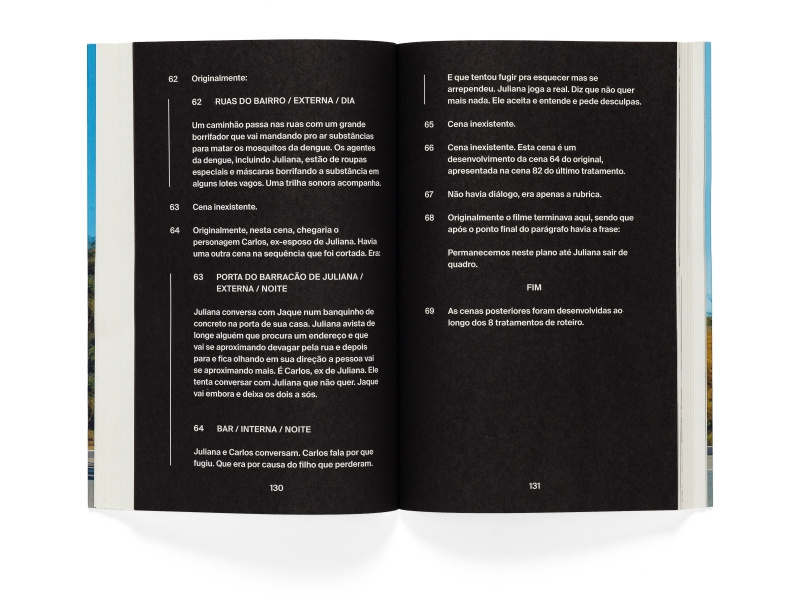 62 Originalmente:
62 RUAS DO BAIRRO / EXTERNA / DIA
Um caminhão passa nas ruas com um grande
borrifador que vai mandando pro ar substâncias
para matar os mosquitos da dengue. Os agentes
da dengue, incluindo Juliana, estão de roupas
especiais e máscaras borrifando a substância em
alguns lotes vagos. Uma trilha sonora acompanha.
63 Cena inexistente.
64 Originalmente, nesta cena, chegaria o
personagem Carlos, ex-esposo de Juliana. Havia
uma outra cena na sequência que foi cortada. Era:
63 PORTA DO BARRACÃO DE JULIANA /
EXTERNA / NOITE
Juliana conversa com Jaque num banquinho de
concreto na porta de sua casa. Juliana avista de
longe alguém que procura um endereço e que
vai se aproximando devagar pela rua e depois
para e fica olhando em sua direção a pessoa vai
se aproximando mais. É Carlos, ex de Juliana. Ele
tenta conversar com Juliana que não quer. Jaque
vai embora e deixa os dois a sós.
64 BAR / INTERNA / NOITE
Juliana e Carlos conversam. Carlos fala por que
fugiu. Que era por causa do filho que perderam.
130
E que tentou fugir pra esquecer mas se
arrependeu. Juliana joga a real. Diz que não quer
mais nada. Ele aceita e entende e pede desculpas.
65 Cena inexistente.
66 Cena inexistente. Esta cena é um
desenvolvimento da cena 64 do original,
apresentada na cena 82 do último tratamento.
67 Não havia diálogo, era apenas a rubrica.
68 Originalmente o filme terminava aqui, sendo que
após o ponto final do parágrafo havia a frase:
Permanecemos neste plano até Juliana sair de
quadro.
FIM
69 As cenas posteriores foram desenvolvidas ao
longo dos 8 tratamentos de roteiro.
131